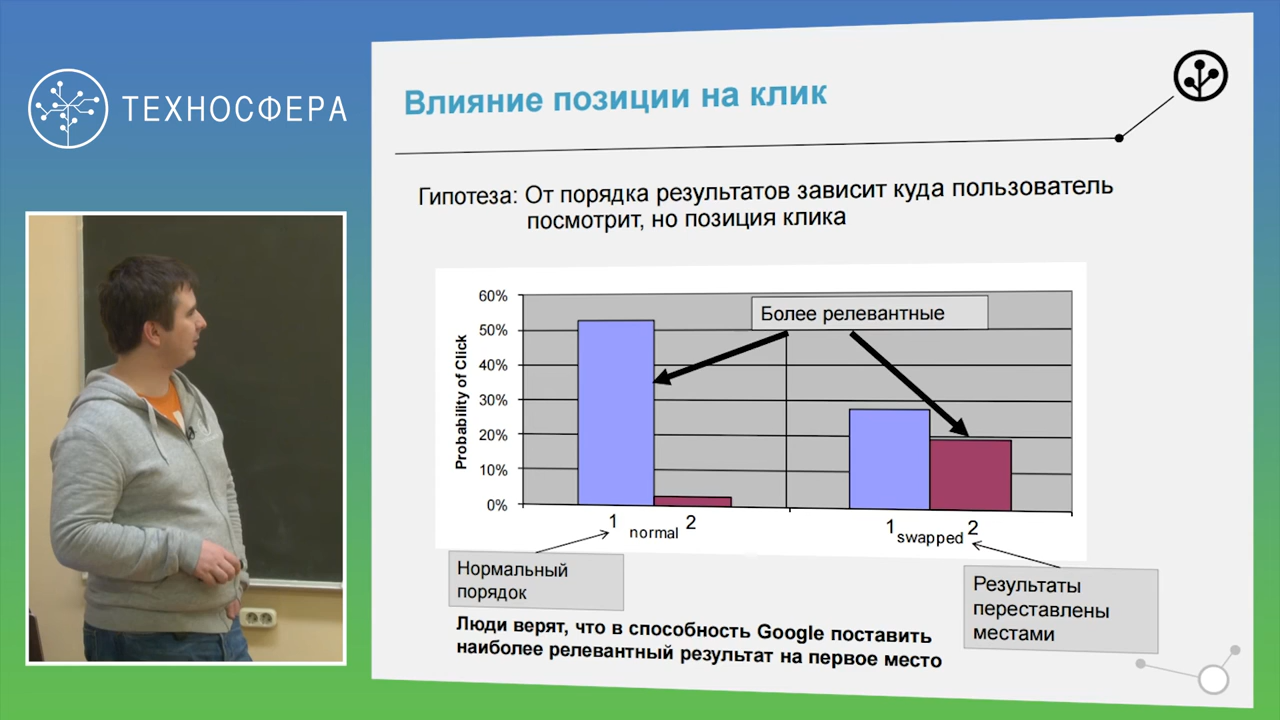 ТЕХНОСФЕРА
Влияние позиции на клик
Гипотеза: От порядка результатов зависит куда пользователь
посмотрит, но позиция клика
Probability of Click
60%
50%
40%
30%
20%
10%
0%
Более релевантные
1
normal
2
1
swapped
2
Нормальный
порядок
Результаты
переставлены
местами
Люди верят, что в способность Google поставить
наиболее релевантный результат на первое место